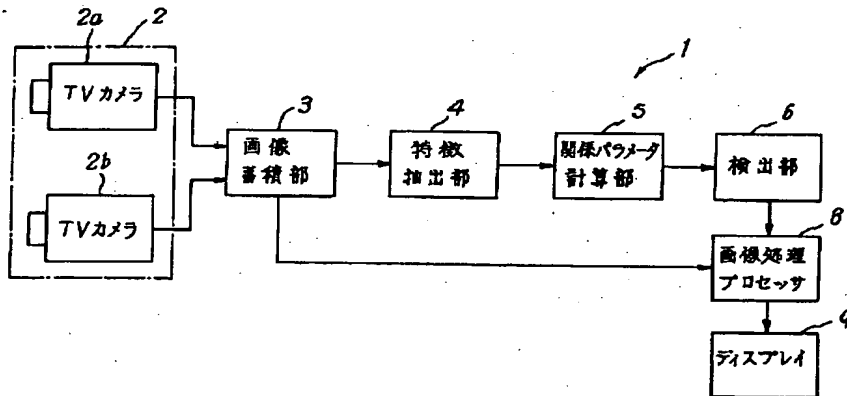 2a
2
TVカメラ
2b
TVカメラ
3
画像
蓄積部
4
特徴
抽出部
1
5
関係パラメータ
計算部
6
検出部
8
画像処理
プロセッサ
9
ディスプレイ